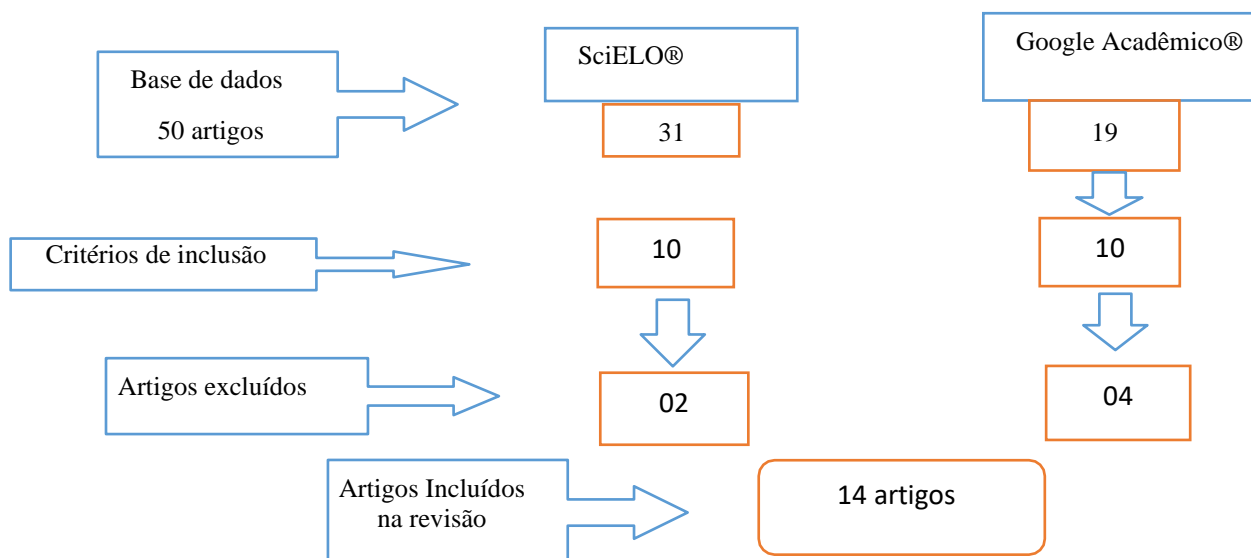 Base de dados
50 artigos
SciELO®
Google Acadêmico®
31
19
Critérios de inclusão
10
10
Artigos excluídos
02
04
Artigos Incluídos
na revisão
14 artigos